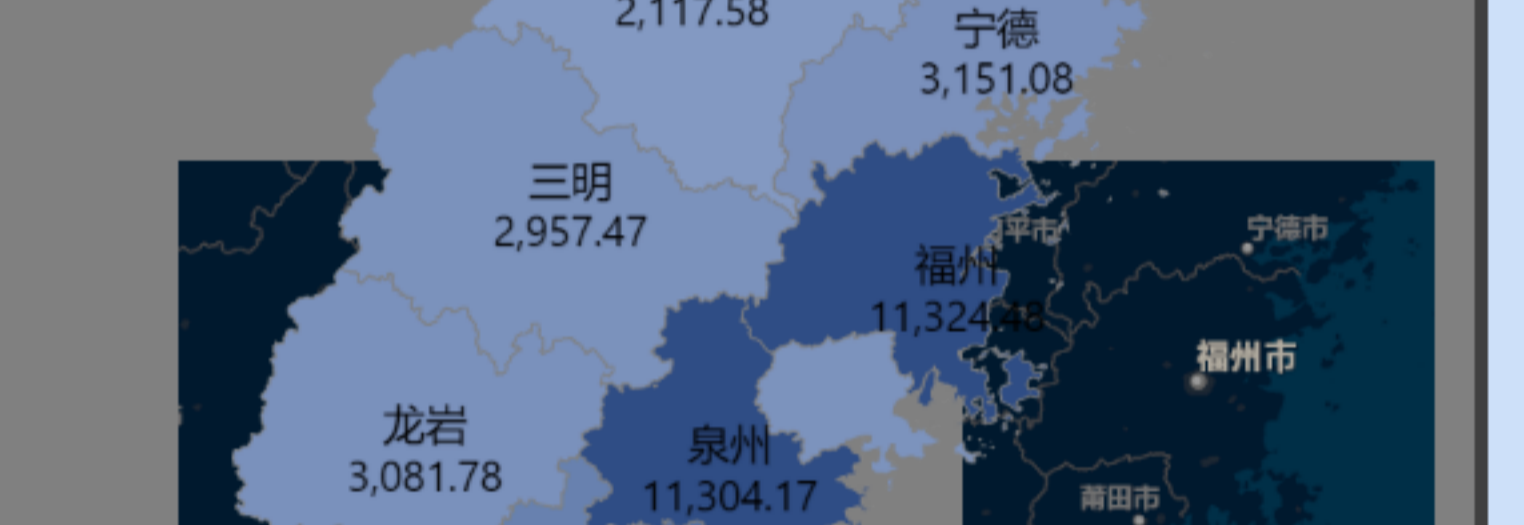 2,117.58
宁德
3,151.08
三明
2,957.47
平市
宁德市
福州
11,324.48
福州市
龙岩
3,081.78
泉州
11,304.17
莆田市